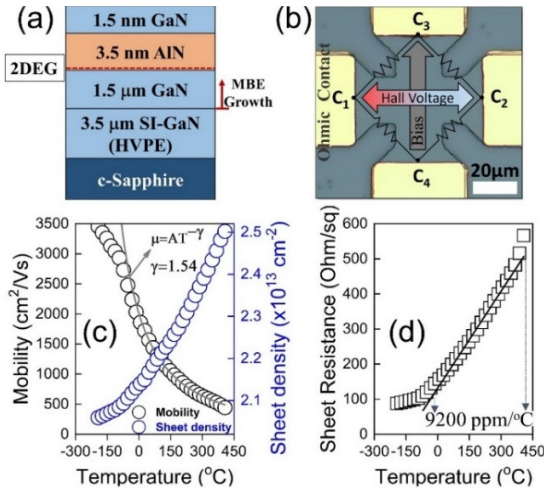 (a)
1.5 nm GaN
3.5 nm AlN
2DEG
1.5 μm GaN
MBE
Growth
3.5 μm SI-GaN
(HVPE)
c-Sapphire
(b)
C3
Ohmic Contact
C1
Hall Voltage
C2
Bias
C4
20μm
3500
3000
2500
2000
1500
1000
500
0
Mobility (cm²/Vs)
μ=AT⁻ᵞ
γ=1.54
(c)
Mobility
Sheet density
2.5
2.4
2.3
2.2
2.1
Sheet density (x10¹³ cm⁻²)
-300 -150 0 150 300 450
Temperature (°C)
600
500
400
300
200
100
0
Sheet Resistance (Ohm/sq)
(d)
9200 ppm/°C
-300 -150 0 150 300 450
Temperature (°C)